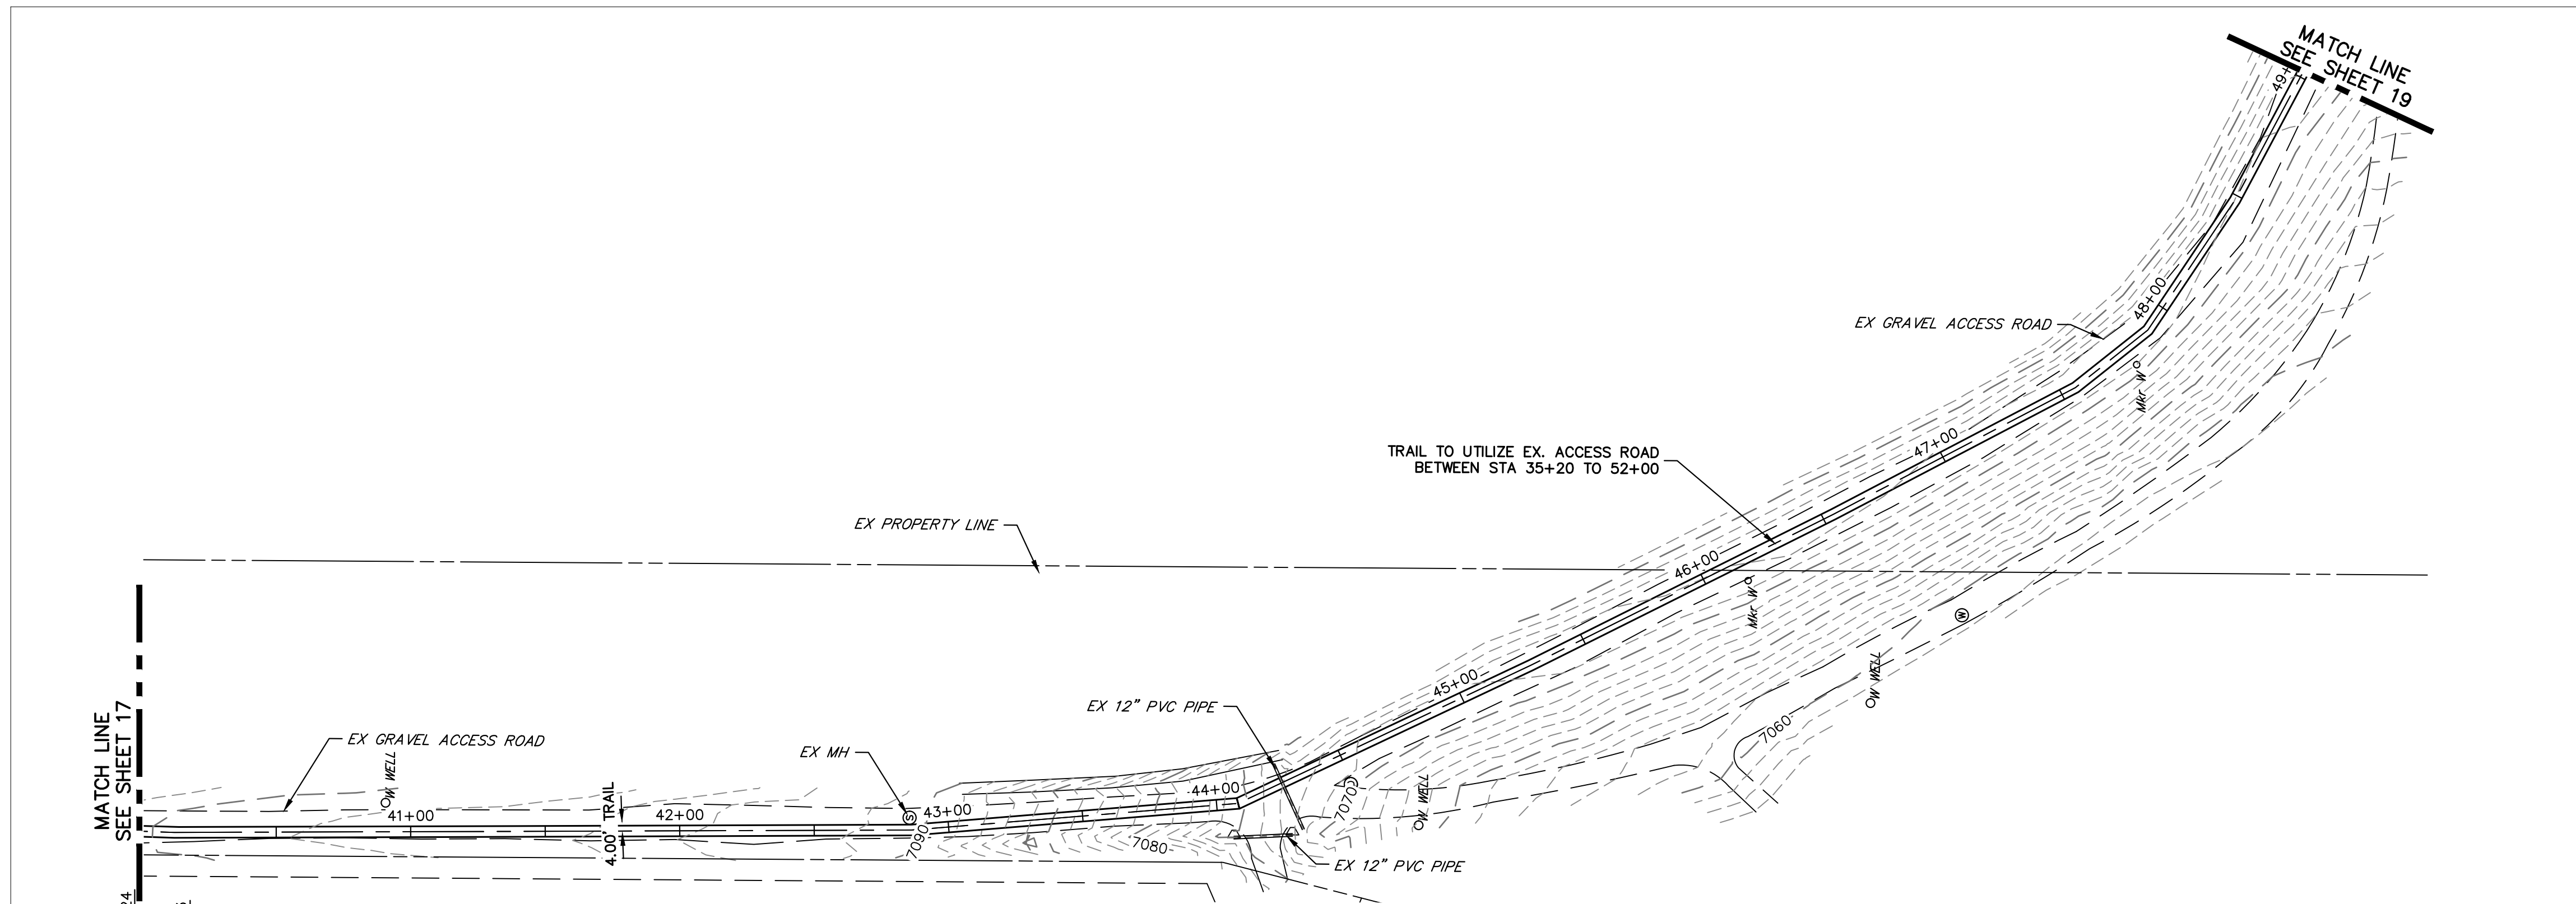 MATCH LINE
SEE SHEET 19
49+
48+00
EX GRAVEL ACCESS ROAD
Mkr W
47+00
TRAIL TO UTILIZE EX. ACCESS ROAD
BETWEEN STA 35+20 TO 52+00
EX PROPERTY LINE
46+00
Mkr W
W
W WELL
45+00
EX 12" PVC PIPE
7060
MATCH LINE
SEE SHEET 17
EX GRAVEL ACCESS ROAD
W WELL
EX MH
4.00' TRAIL
41+00
42+00
S
43+00
44+00
7090
7080
7070
W WELL
EX 12" PVC PIPE
24